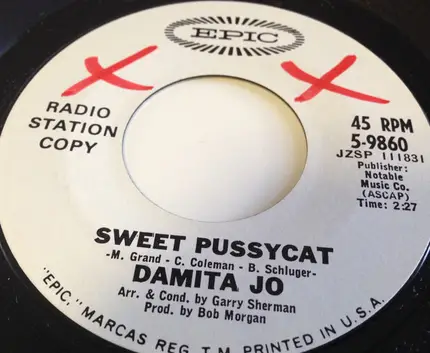 EPIC
RADIO
STATION
COPY
45 RPM
5-9860
JZSP 111831
Publisher:
Notable
Music Co.
(ASCAP)
Time: 2:27
SWEET PUSSYCAT
-M. Grand - C. Coleman - B. Schluger-
DAMITA JO
Arr. & Cond. by Garry Sherman
Prod. by Bob Morgan
"EPIC," MARCAS REG. T.M. PRINTED IN U.S.A.